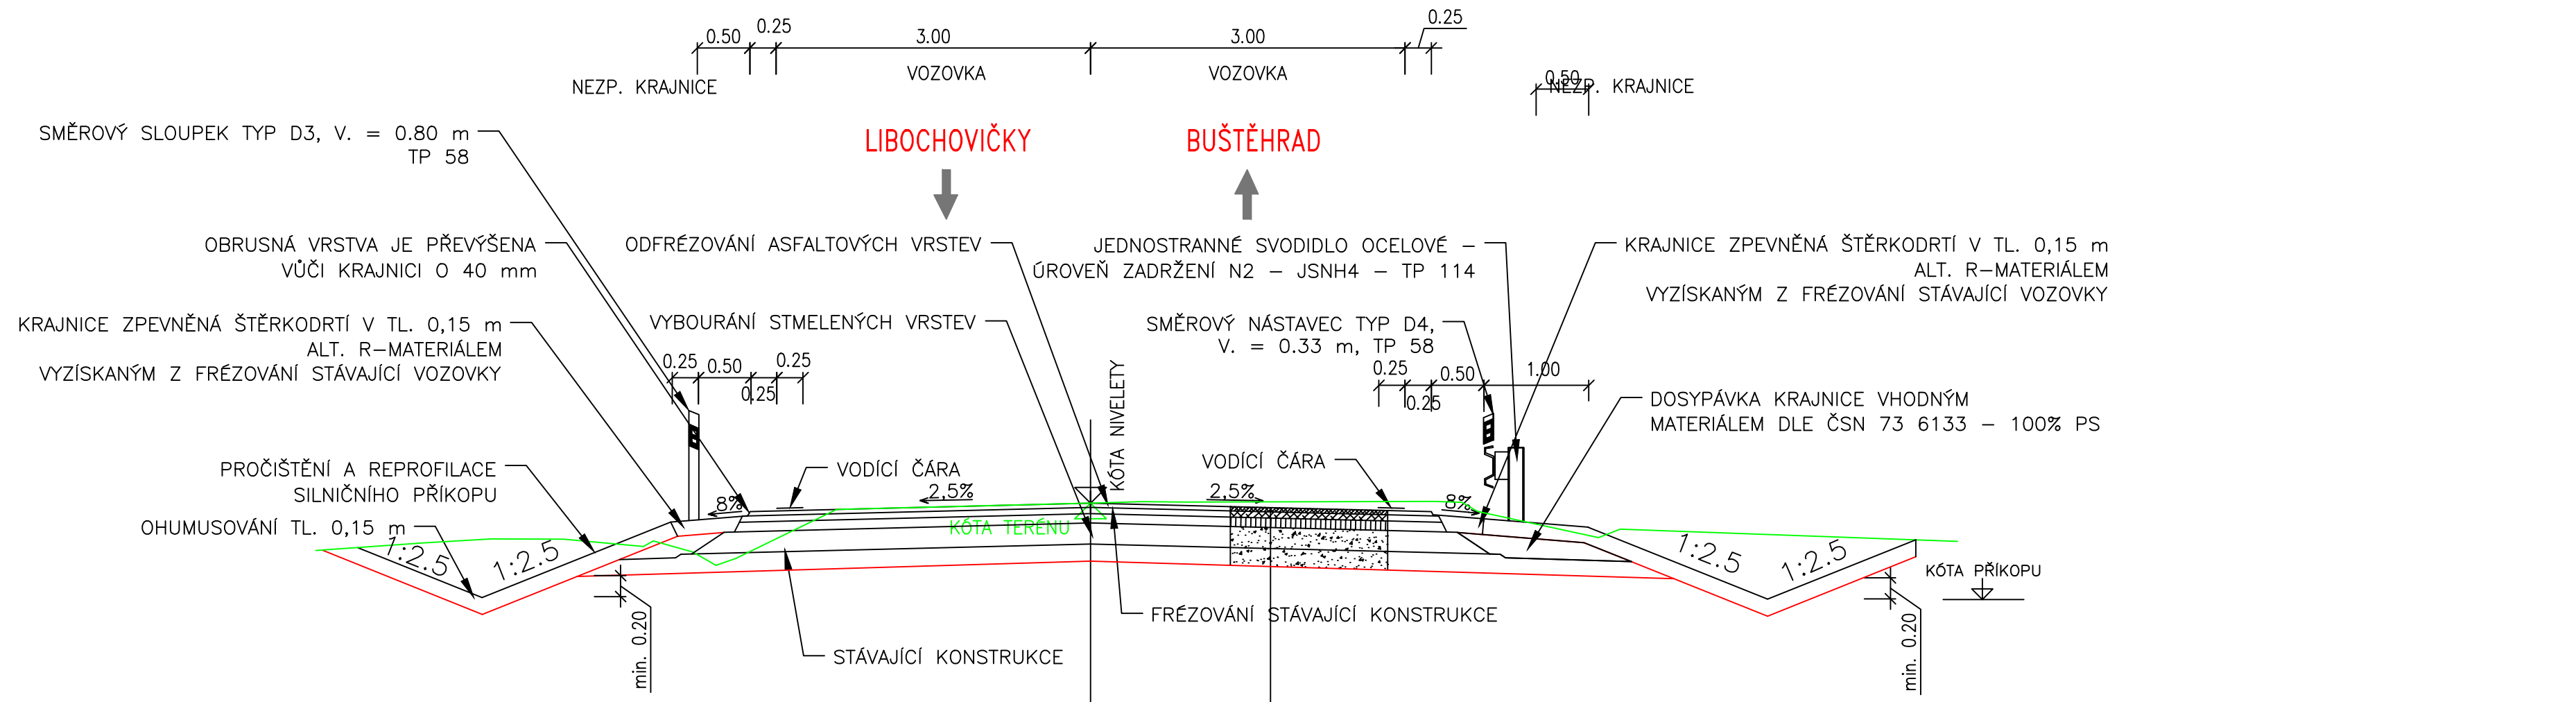 0.50
0.25
3.00
3.00
0.25
VOZOVKA
VOZOVKA
NEZP. KRAJNICE
0.50
NEZP. KRAJNICE
SMĚROVÝ SLOUPEK TYP D3, V. = 0.80 m
TP 58
LIBOCHOVIČKY
BUŠTĚHRAD
OBRUSNÁ VRSTVA JE PŘEVÝŠENA
VŮČI KRAJNICI O 40 mm
ODFRÉZOVÁNÍ ASFALTOVÝCH VRSTEV
JEDNOSTRANNÉ SVODIDLO OCELOVÉ –
ÚROVEŇ ZADRŽENÍ N2 – JSNH4 – TP 114
KRAJNICE ZPEVNĚNÁ ŠTĚRKODRTÍ V TL. 0,15 m
ALT. R–MATERIÁLEM
VYZÍSKANÝM Z FRÉZOVÁNÍ STÁVAJÍCÍ VOZOVKY
KRAJNICE ZPEVNĚNÁ ŠTĚRKODRTÍ V TL. 0,15 m
ALT. R–MATERIÁLEM
VYZÍSKANÝM Z FRÉZOVÁNÍ STÁVAJÍCÍ VOZOVKY
VYBOURÁNÍ STMELENÝCH VRSTEV
SMĚROVÝ NÁSTAVEC TYP D4,
V. = 0.33 m, TP 58
0.25
0.50
0.25
0.25
0.25
0.50
1.00
0.25
KÓTA NIVELETY
DOSYPÁVKA KRAJNICE VHODNÝM
MATERIÁLEM DLE ČSN 73 6133 – 100% PS
PROČIŠTĚNÍ A REPROFILACE
SILNIČNÍHO PŘÍKOPU
VODÍCÍ ČÁRA
VODÍCÍ ČÁRA
8%
2,5%
2,5%
8%
OHUMUSOVÁNÍ TL. 0,15 m
KÓTA TERÉNU
1:2.5
1:2.5
1:2.5
1:2.5
KÓTA PŘÍKOPU
FRÉZOVÁNÍ STÁVAJÍCÍ KONSTRUKCE
min. 0.20
min. 0.20
STÁVAJÍCÍ KONSTRUKCE